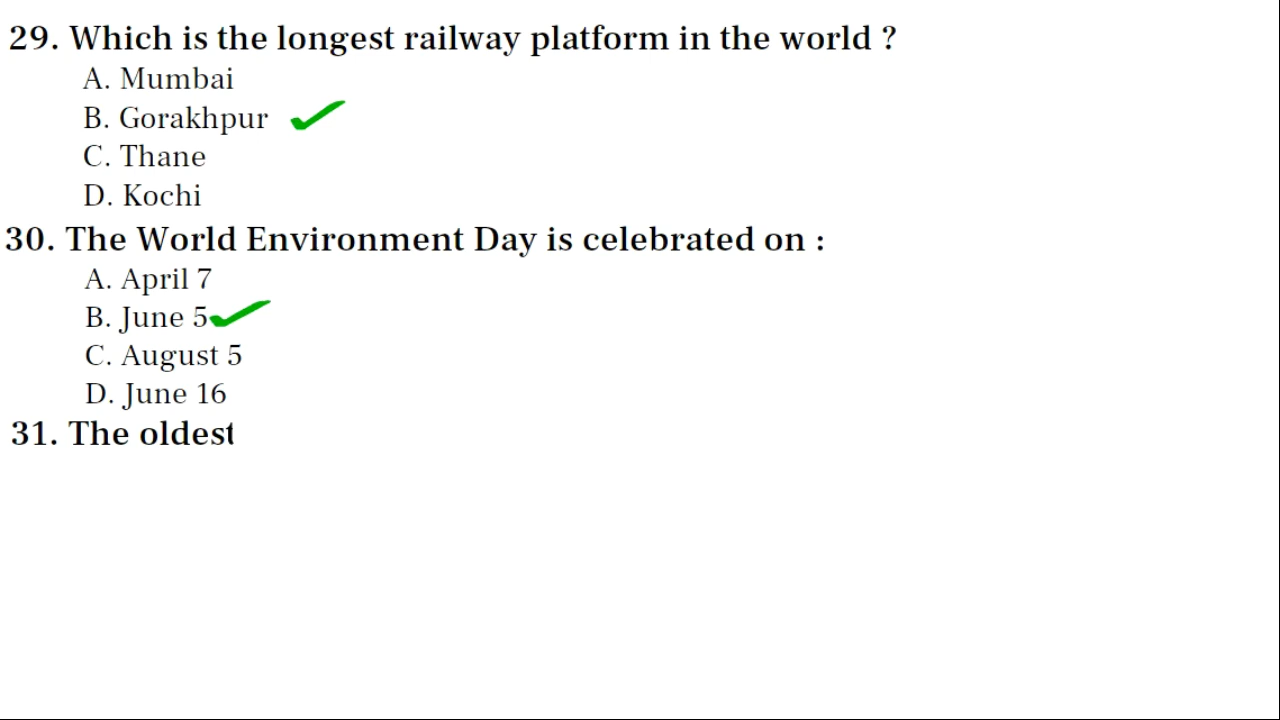 29. Which is the longest railway platform in the world ?
A. Mumbai
B. Gorakhpur
C. Thane
D. Kochi
30. The World Environment Day is celebrated on :
A. April 7
B. June 5
C. August 5
D. June 16
31. The oldest